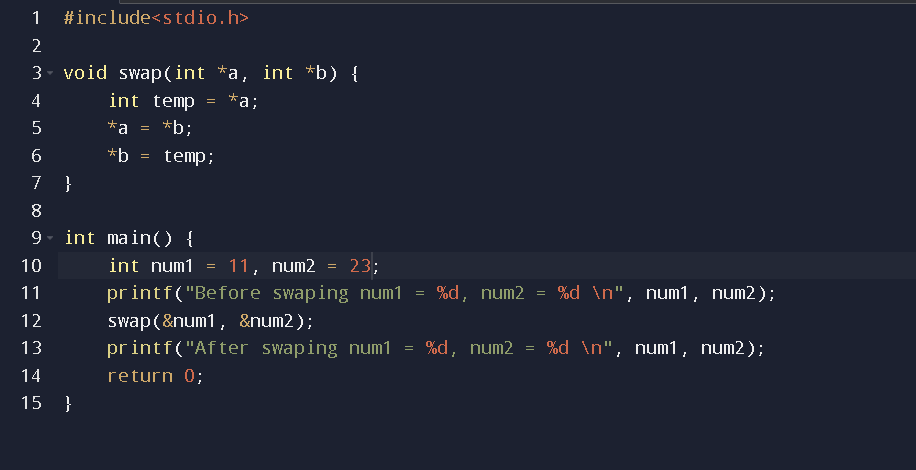 1 #include<stdio.h>
2
3 void swap(int *a, int *b) {
4     int temp = *a;
5     *a = *b;
6     *b = temp;
7 }
8
9 int main() {
10     int num1 = 11, num2 = 23;
11     printf("Before swaping num1 = %d, num2 = %d \n", num1, num2);
12     swap(&num1, &num2);
13     printf("After swaping num1 = %d, num2 = %d \n", num1, num2);
14     return 0;
15 }